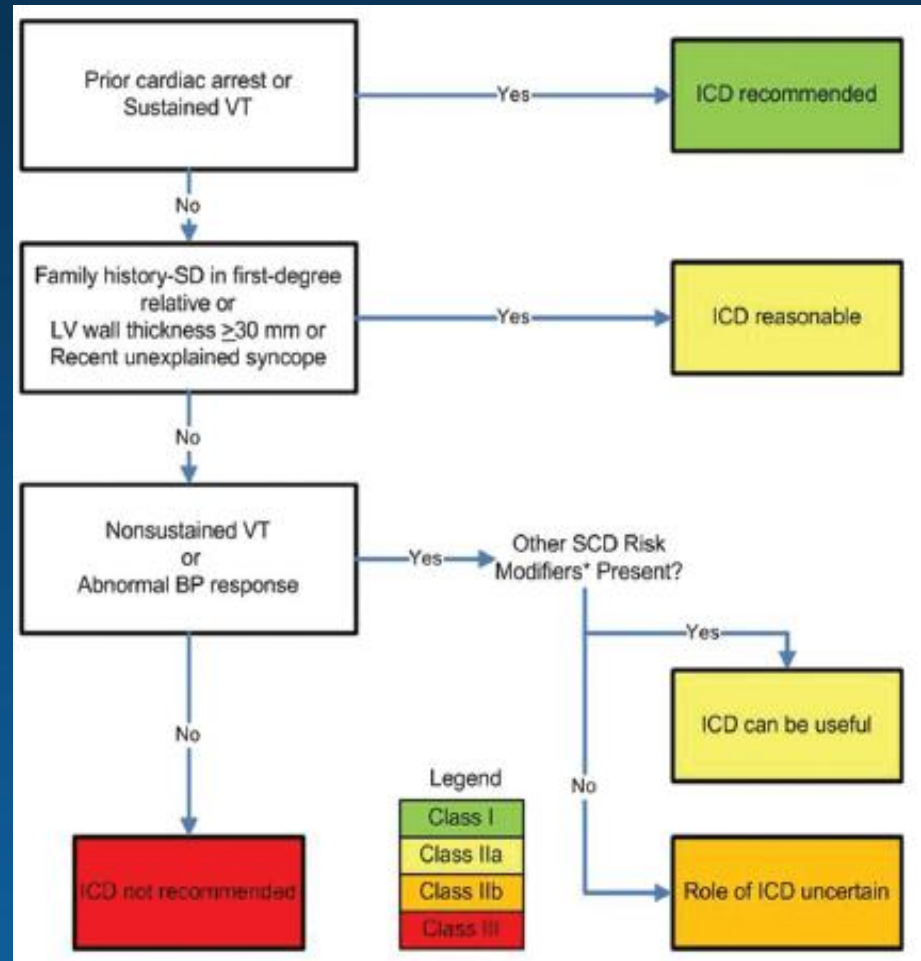 Prior cardiac arrest or
Sustained VT
Yes
ICD recommended
No
Family history-SD in first-degree
relative or
LV wall thickness ≥30 mm or
Recent unexplained syncope
Yes
ICD reasonable
No
Nonsustained VT
or
Abnormal BP response
Yes
Other SCD Risk
Modifiers* Present?
Yes
ICD can be useful
No
No
Legend
Class I
Class IIa
Class IIb
Class III
ICD not recommended
Role of ICD uncertain